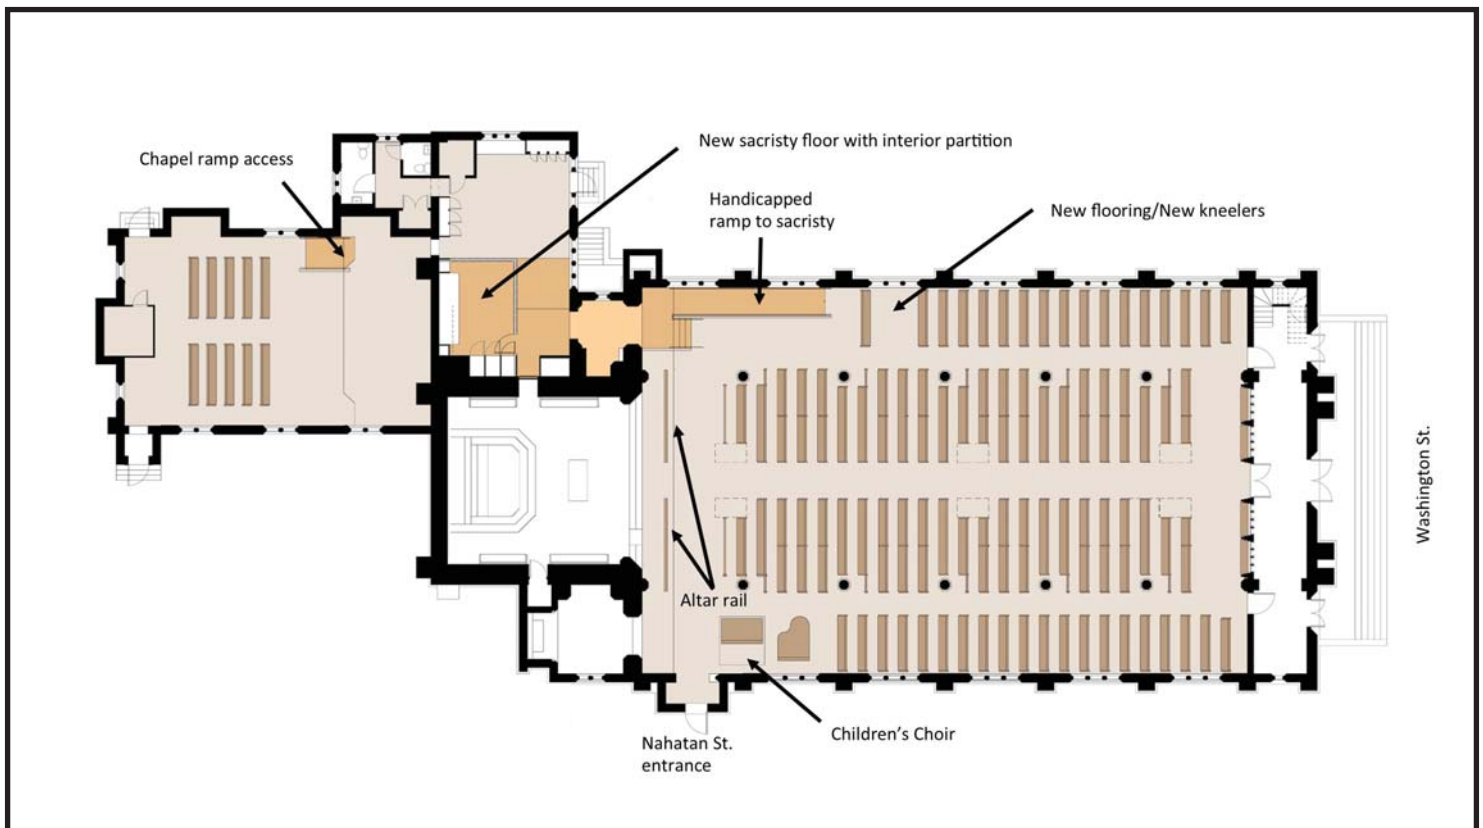 New sacristy floor with interior partition
Chapel ramp access
Handicapped
ramp to sacristy
New flooring/New kneelers
Washington St.
Altar rail
Children’s Choir
Nahatan St.
entrance